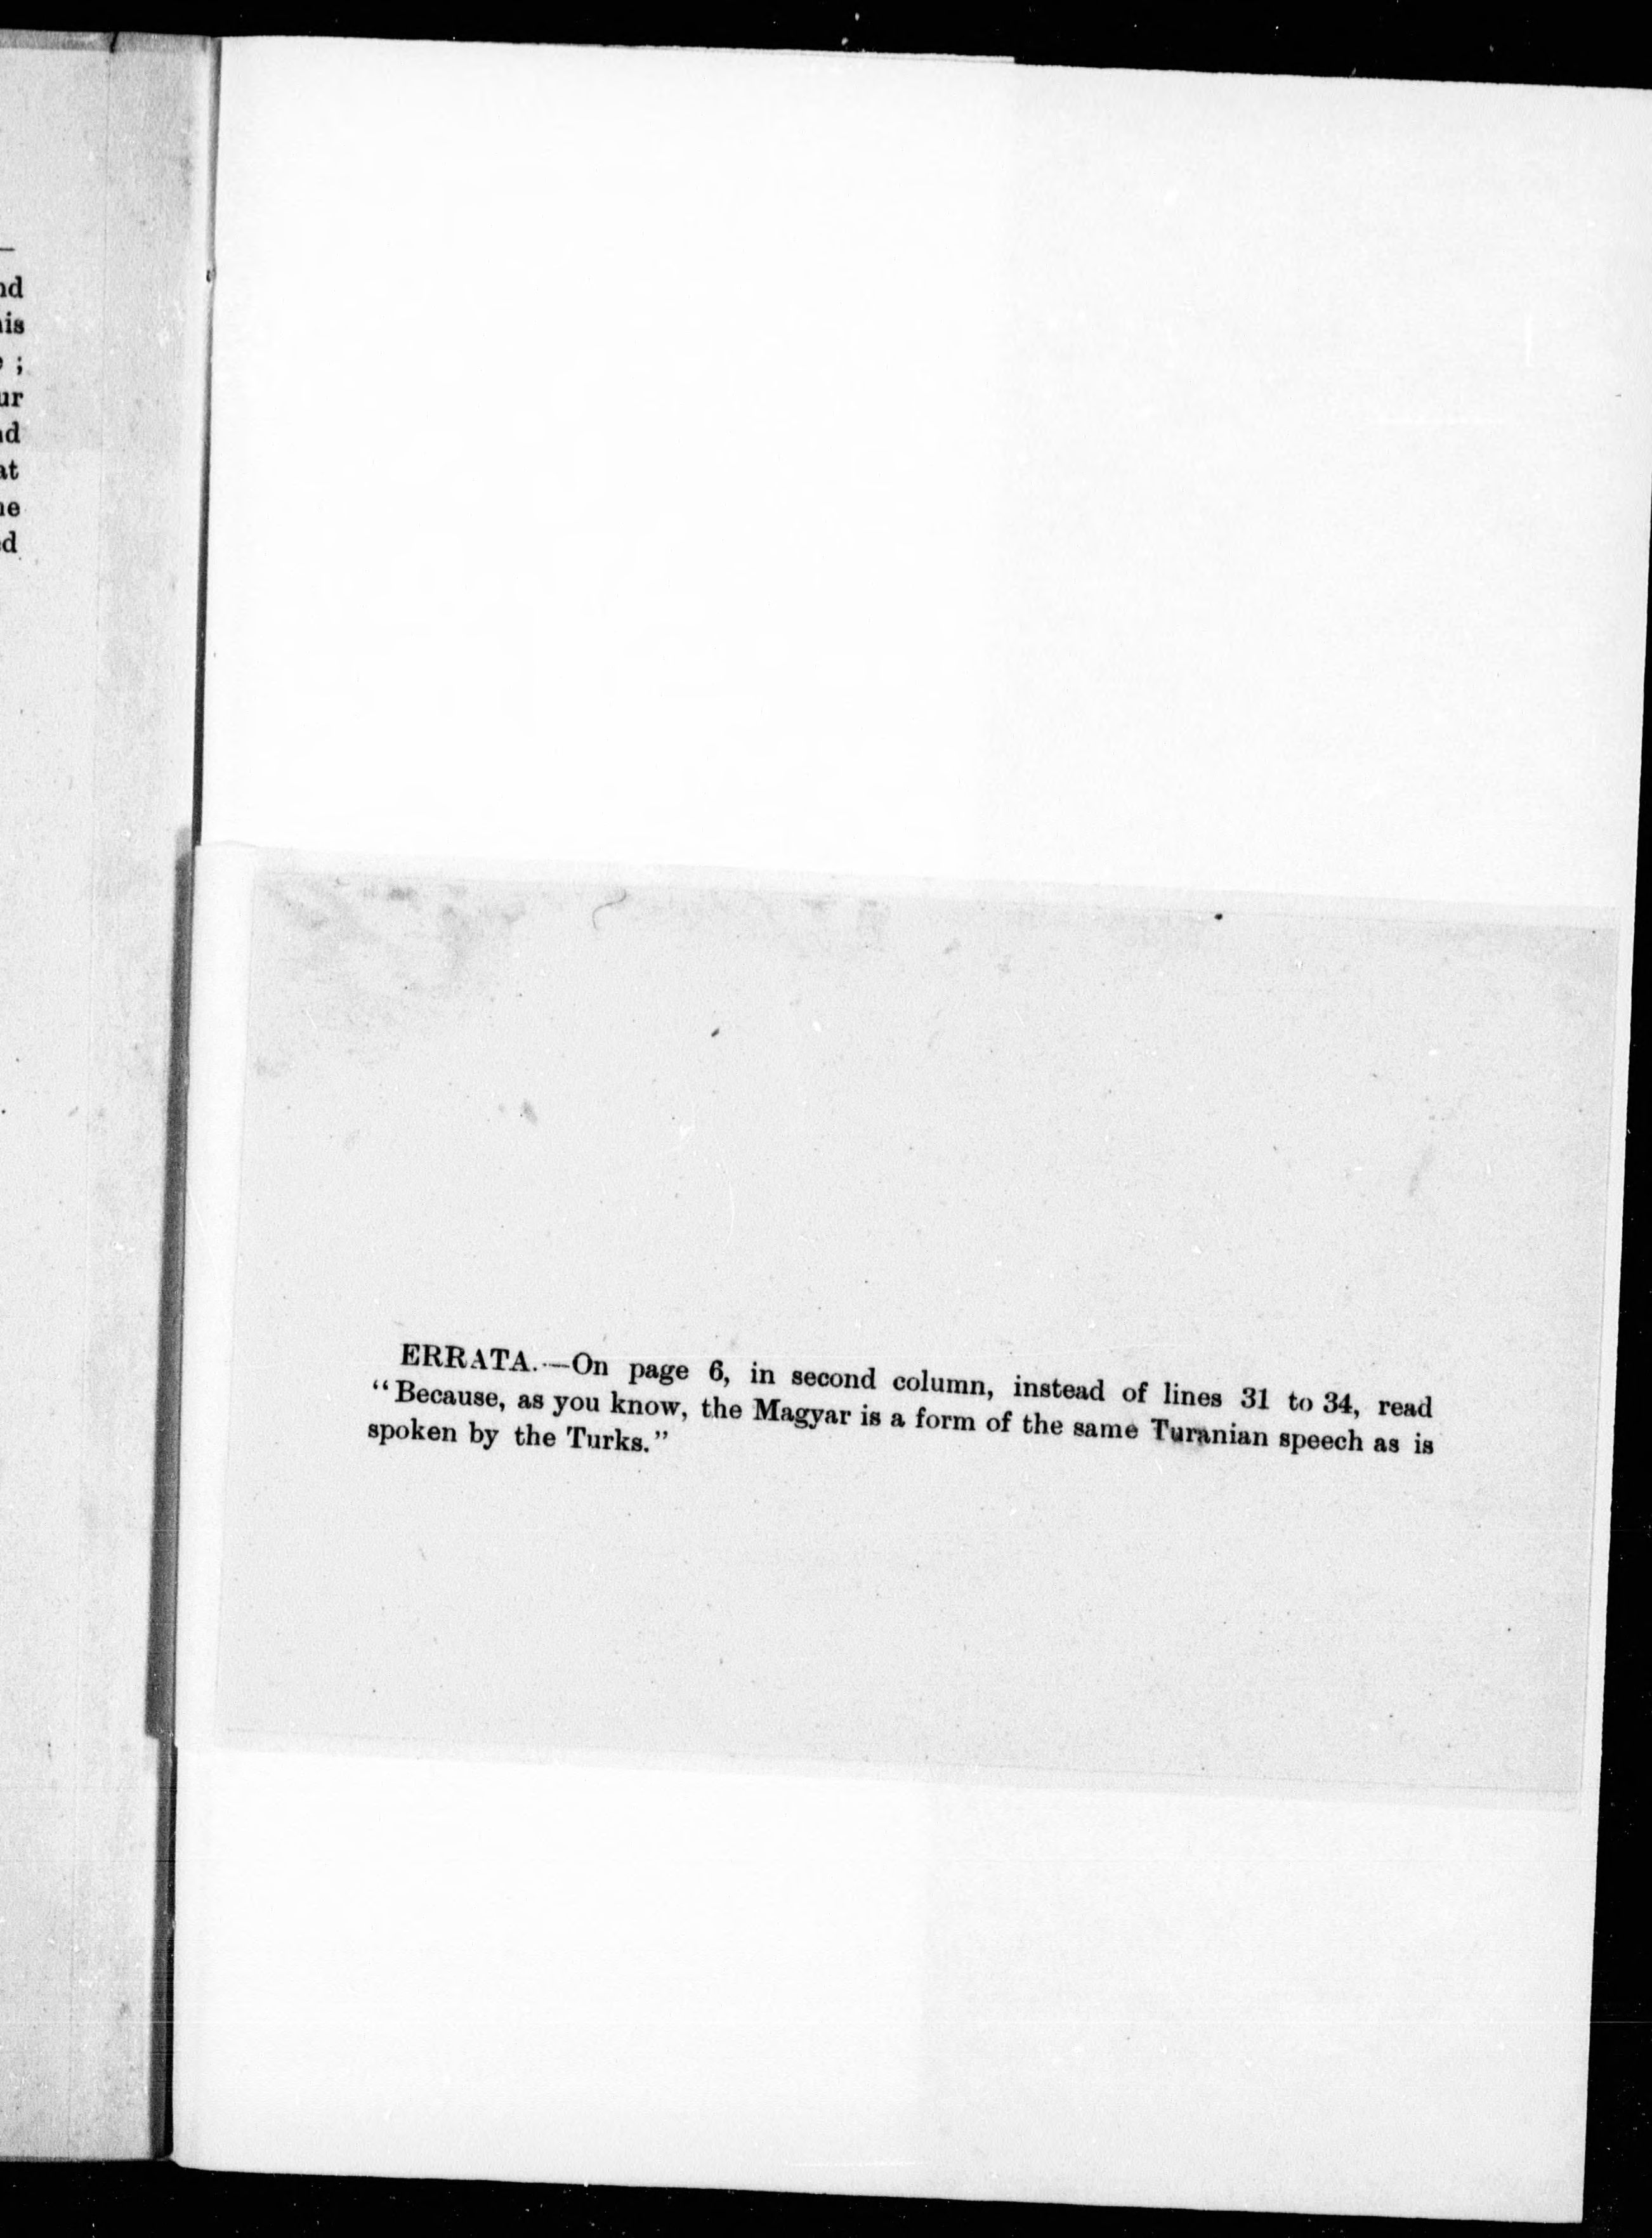 ERRATA.—On page 6, in second column, instead of lines 31 to 34, read
"Because, as you know, the Magyar is a form of the same Turanian speech as is
spoken by the Turks."